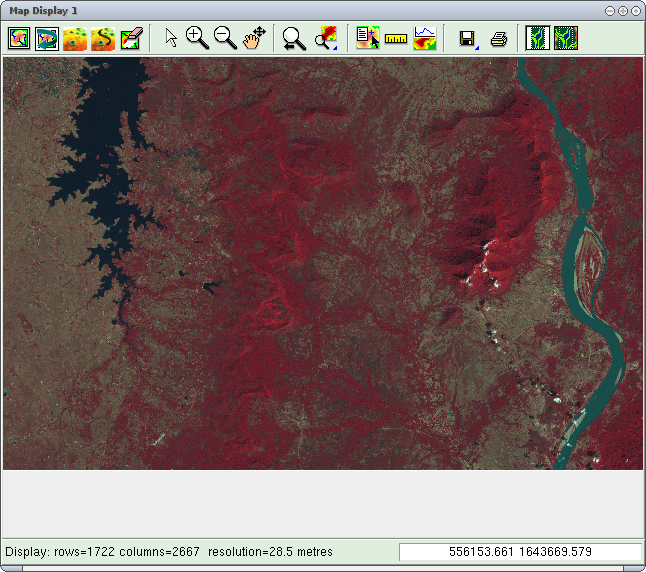 Map Display 1
Display: rows=1722 columns=2667 resolution=28.5 metres
556153.661 1643669.579